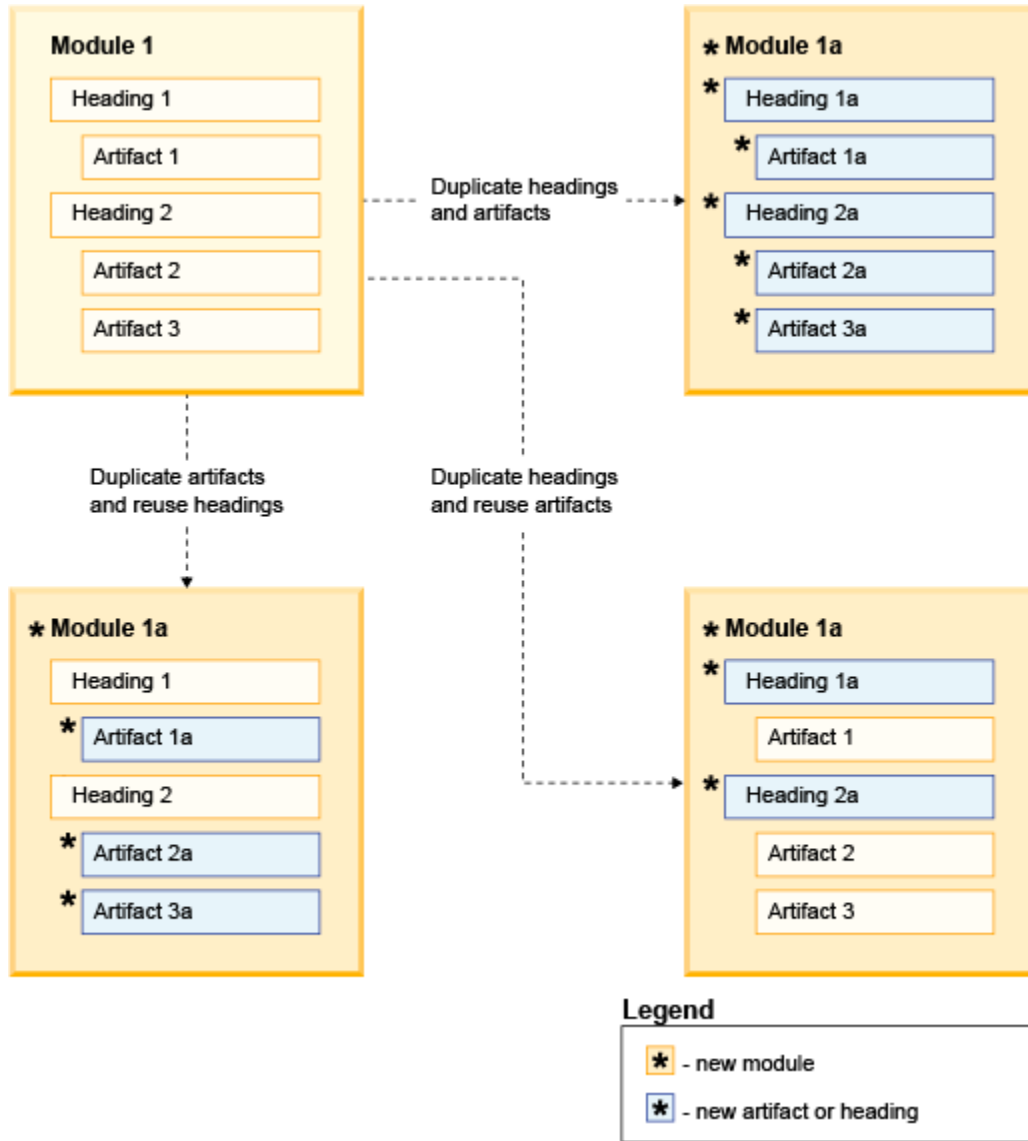 Module 1
Heading 1
Artifact 1
Heading 2
Artifact 2
Artifact 3
Duplicate headings
and artifacts
* Module 1a
* Heading 1a
* Artifact 1a
* Heading 2a
* Artifact 2a
* Artifact 3a
Duplicate artifacts
and reuse headings
Duplicate headings
and reuse artifacts
* Module 1a
Heading 1
* Artifact 1a
Heading 2
* Artifact 2a
* Artifact 3a
* Module 1a
* Heading 1a
Artifact 1
* Heading 2a
Artifact 2
Artifact 3
Legend
* - new module
* - new artifact or heading